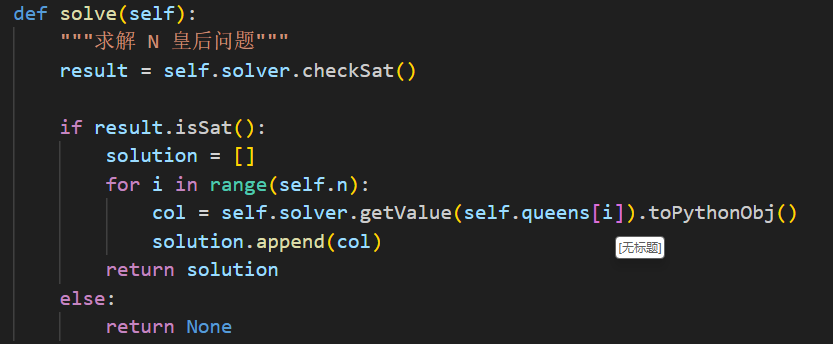 def solve(self):
    """求解 N 皇后问题"""
    result = self.solver.checkSat()
    if result.isSat():
        solution = []
        for i in range(self.n):
            col = self.solver.getValue(self.queens[i]).toPythonObj()
            solution.append(col)
[无标题]
        return solution
    else:
        return None